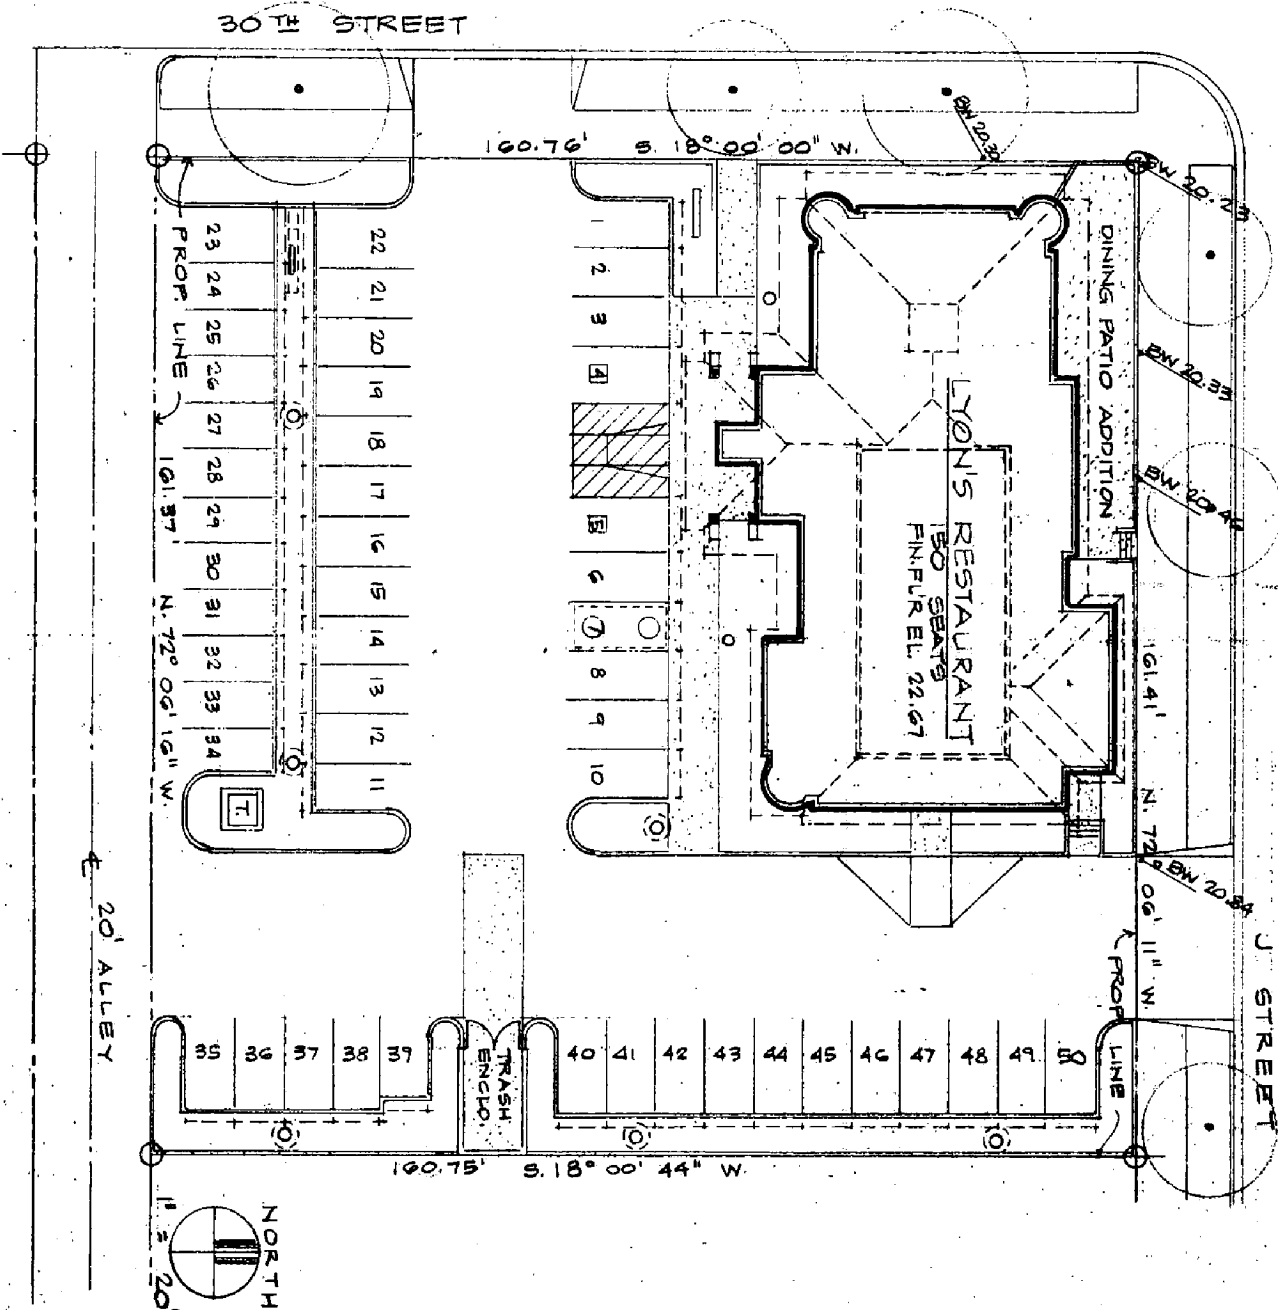 30TH STREET
160.76' S. 18° 00' 00" W.
BW 20.30
BW 20.23
BW 20.33
BW 20.46
BW 20.84
DINING PATIO ADDITION
LYON'S RESTAURANT
150 SEATS
FIN. FL'R EL. 22.67
161.41' N. 72° 06' 11" W.
PROP. LINE
J STREET
PROP. LINE
161.37' N. 72° 06' 16" W.
20' ALLEY
23
24
25
26
27
28
29
30
31
32
33
34
22
21
20
19
18
17
16
15
14
13
12
11
1
2
3
4
5
6
7
8
9
10
T.
35 36 37 38 39
TRASH
ENCLO.
40 41 42 43 44 45 46 47 48 49 50
160.75' S. 18° 00' 44" W.
NORTH
1" = 20'